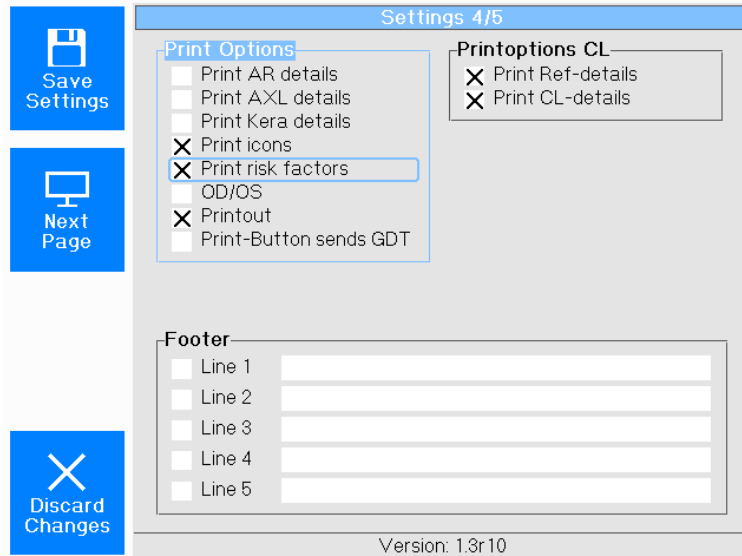 Settings 4/5
Save
Settings
Next
Page
Discard
Changes
Print Options
Print AR details
Print AXL details
Print Kera details
Print icons
Print risk factors
OD/OS
Printout
Print-Button sends GDT
Printoptions CL
Print Ref-details
Print CL-details
Footer
Line 1
Line 2
Line 3
Line 4
Line 5
Version: 1.3r10